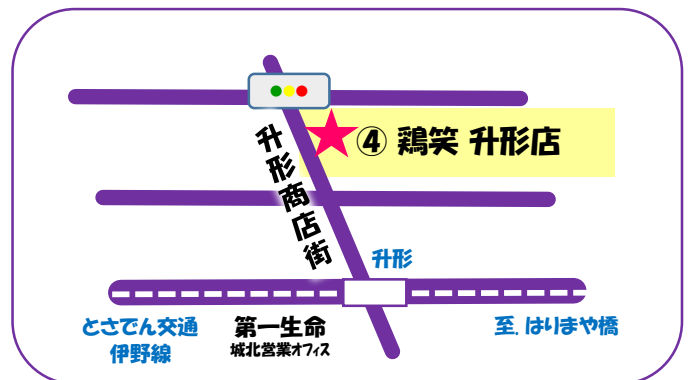 ④ 鶏笑 升形店
升形商店街
升形
とさでん交通
伊野線
第一生命
城北営業オフィス
至. はりまや橋